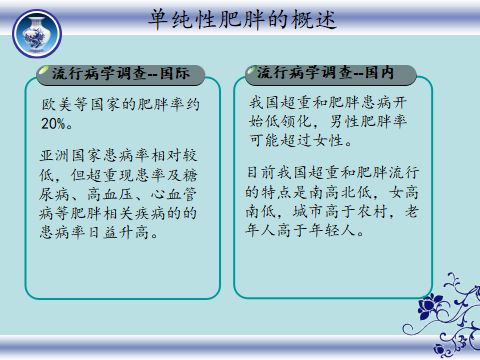 单纯性肥胖的概述
流行病学调查--国际
欧美等国家的肥胖率约
20%。
亚洲国家患病率相对较
低，但超重现患率及糖
尿病、高血压、心血管
病等肥胖相关疾病的的
患病率日益升高。
流行病学调查--国内
我国超重和肥胖患病开
始低领化，男性肥胖率
可能超过女性。
目前我国超重和肥胖流行
的特点是南高北低，女高
南低，城市高于农村，老
年人高于年轻人。